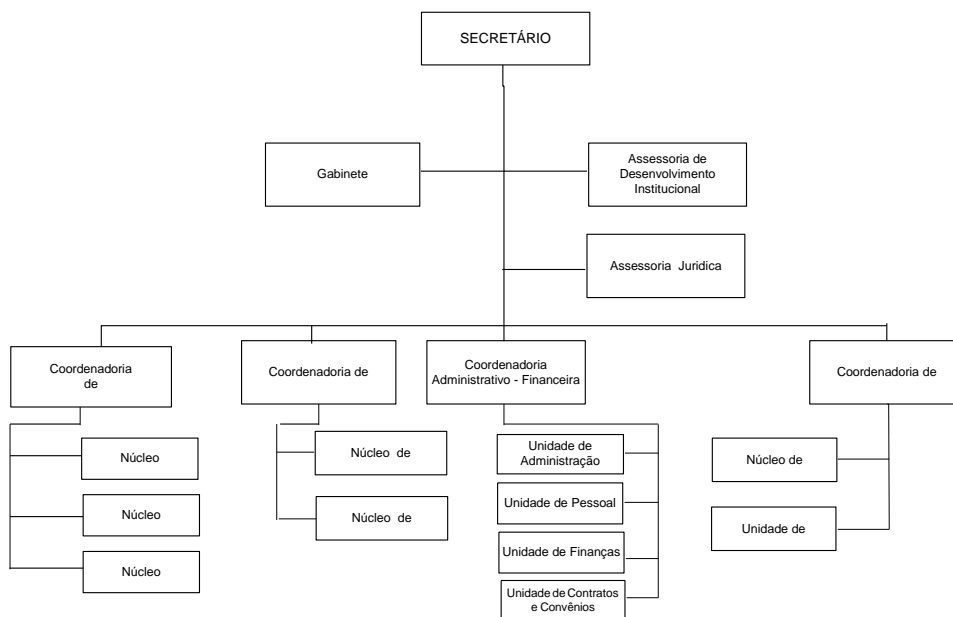 SECRETÁRIO
Gabinete
Assessoria de
Desenvolvimento
Institucional
Assessoria Juridica
Coordenadoria
de
Coordenadoria de
Coordenadoria
Administrativo - Financeira
Coordenadoria de
Núcleo
Núcleo
Núcleo
Núcleo de
Núcleo de
Unidade de
Administração
Unidade de Pessoal
Unidade de Finanças
Unidade de Contratos
e Convênios
Núcleo de
Unidade de